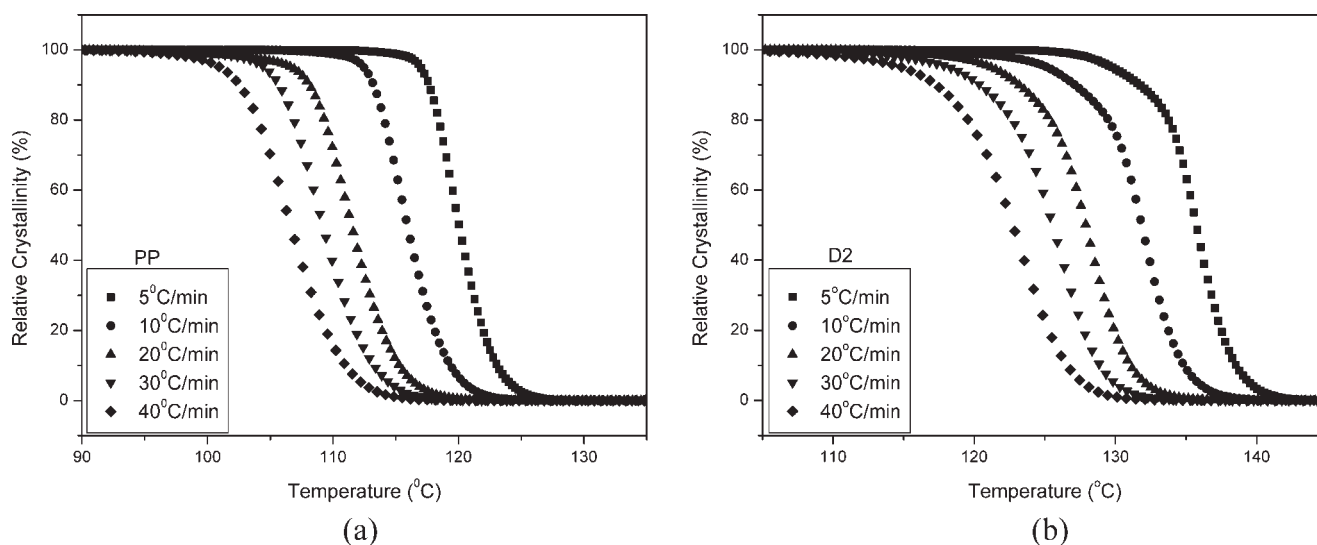 Relative Crystallinity (%)
100
80
60
40
20
0
PP
5⁰C/min
10⁰C/min
20⁰C/min
30⁰C/min
40⁰C/min
90 100 110 120 130
Temperature (⁰C)
(a)
Relative Crystallinity (%)
100
80
60
40
20
0
D2
5°C/min
10°C/min
20°C/min
30°C/min
40°C/min
110 120 130 140
Temperature (°C)
(b)